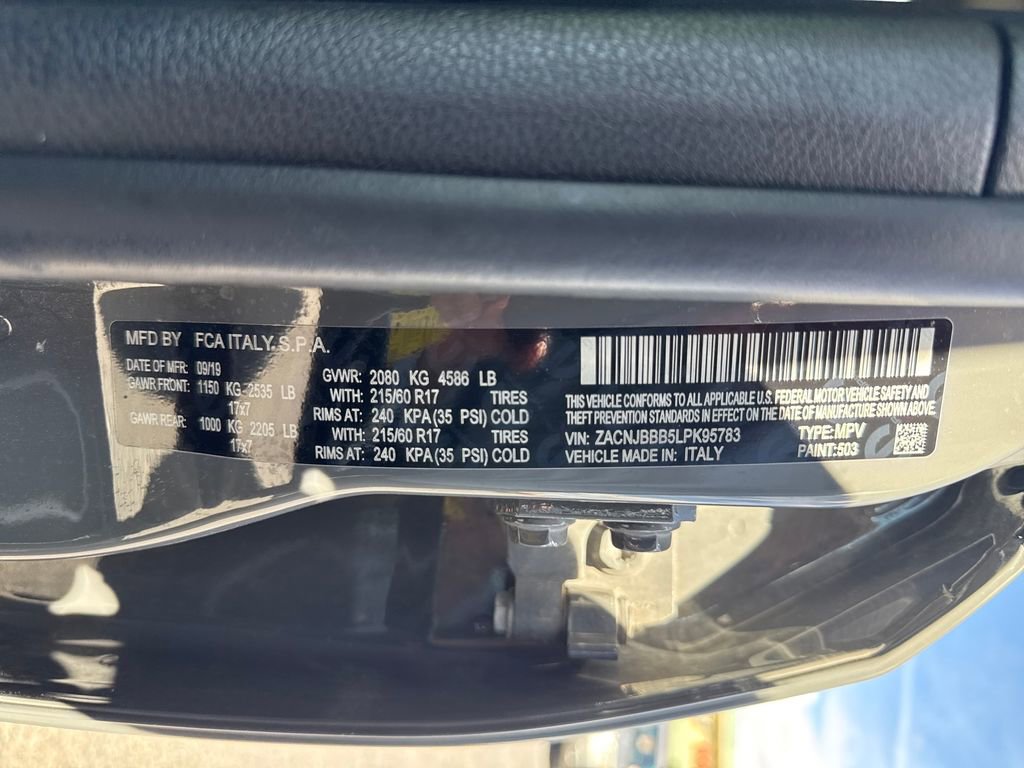 MFD BY FCA ITALY S.P.A.
DATE OF MFR: 09/19
GAWR FRONT: 1150 KG 2535 LB
17x7
GAWR REAR: 1000 KG 2205 LB
17x7
GVWR: 2080 KG 4586 LB
WITH: 215/60 R17 TIRES
RIMS AT: 240 KPA (35 PSI) COLD
WITH: 215/60 R17 TIRES
RIMS AT: 240 KPA (35 PSI) COLD
THIS VEHICLE CONFORMS TO ALL APPLICABLE U.S. FEDERAL MOTOR VEHICLE SAFETY AND
THEFT PREVENTION STANDARDS IN EFFECT ON THE DATE OF MANUFACTURE SHOWN ABOVE.
VIN: ZACNJBBB5LPK95783 TYPE: MPV
VEHICLE MADE IN: ITALY PAINT: 503